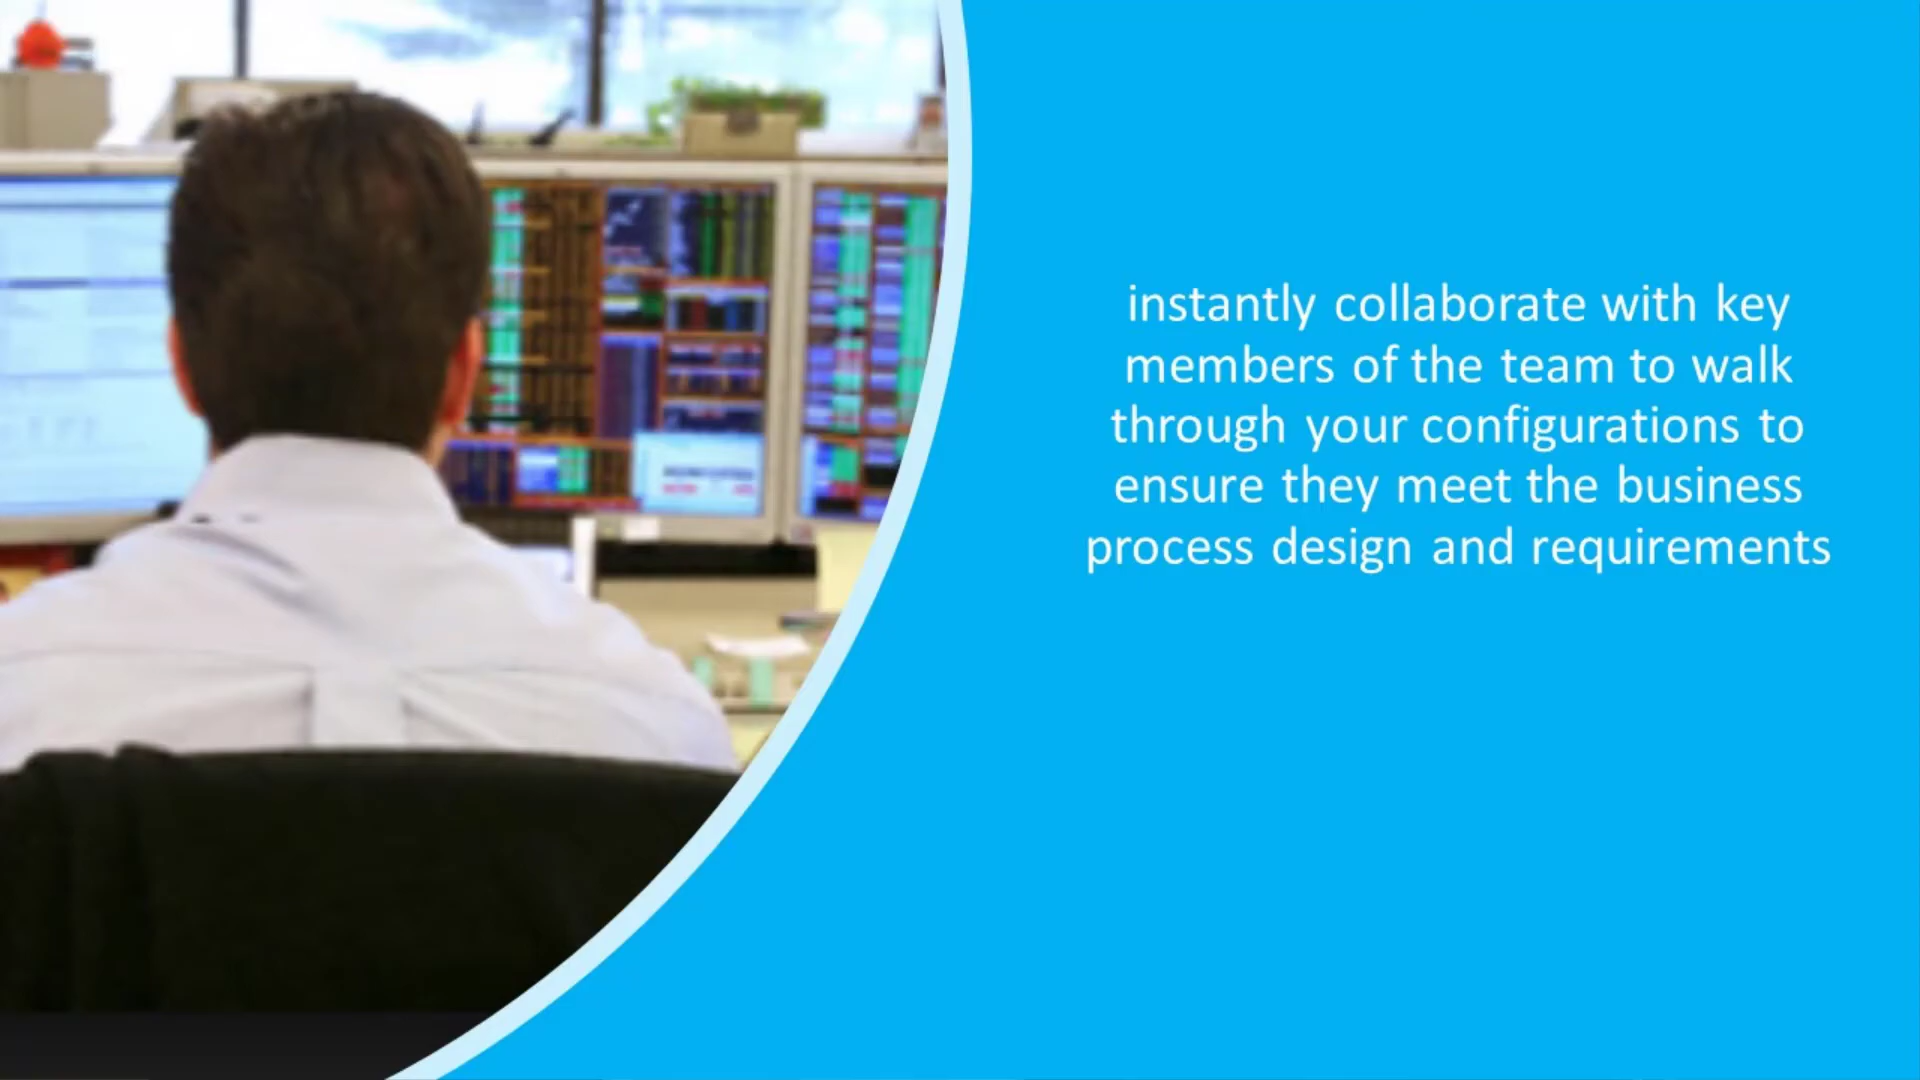 instantly collaborate with key
members of the team to walk
through your configurations to
ensure they meet the business
process design and requirements